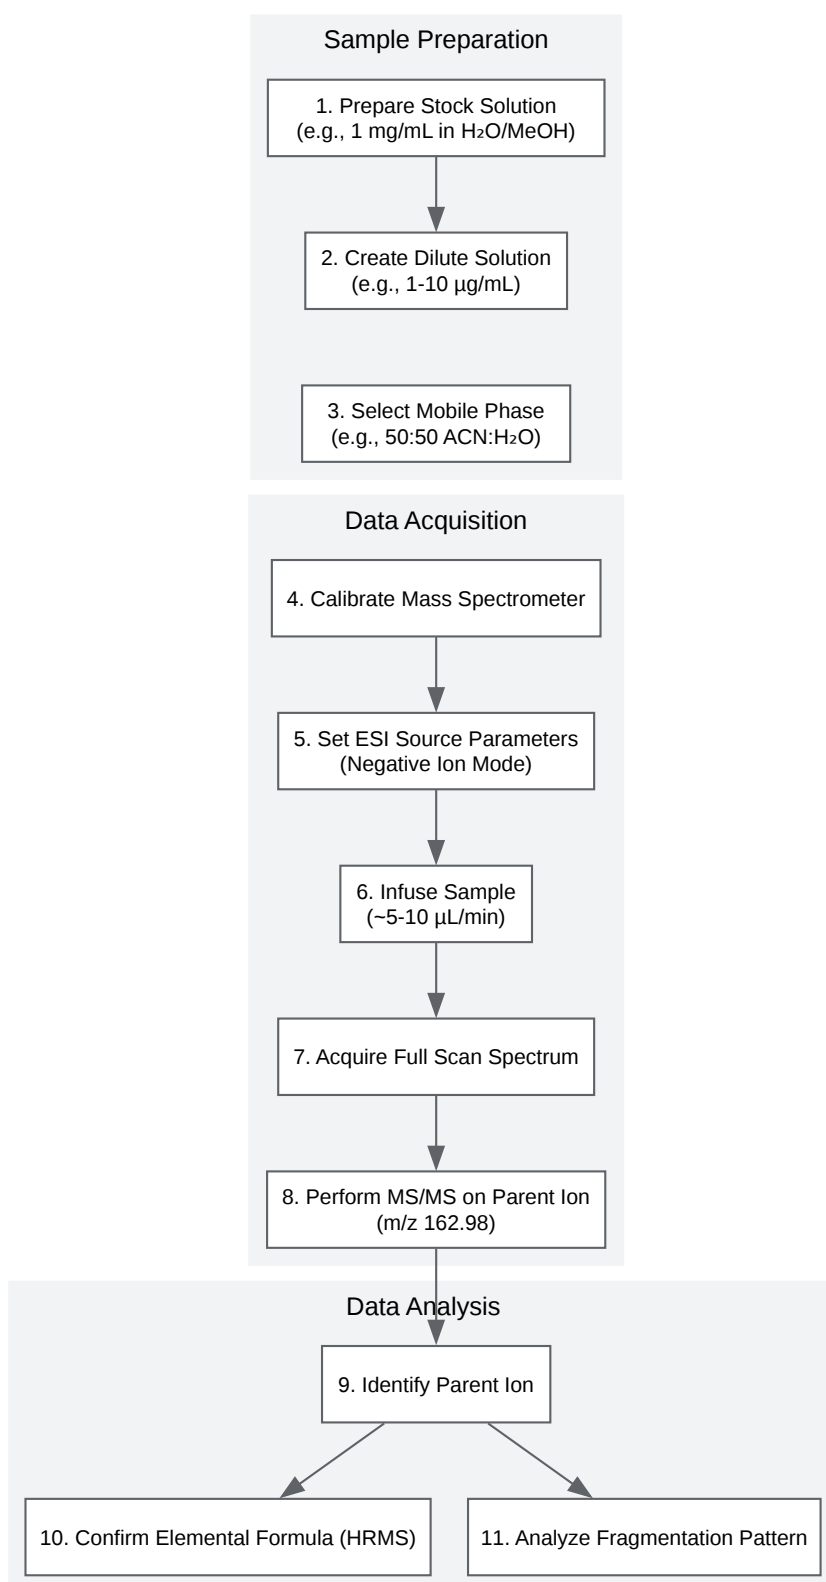 Sample Preparation
1. Prepare Stock Solution
(e.g., 1 mg/mL in H₂O/MeOH)
2. Create Dilute Solution
(e.g., 1-10 µg/mL)
3. Select Mobile Phase
(e.g., 50:50 ACN:H₂O)
Data Acquisition
4. Calibrate Mass Spectrometer
5. Set ESI Source Parameters
(Negative Ion Mode)
6. Infuse Sample
(~5-10 µL/min)
7. Acquire Full Scan Spectrum
8. Perform MS/MS on Parent Ion
(m/z 162.98)
Data Analysis
9. Identify Parent Ion
10. Confirm Elemental Formula (HRMS)
11. Analyze Fragmentation Pattern